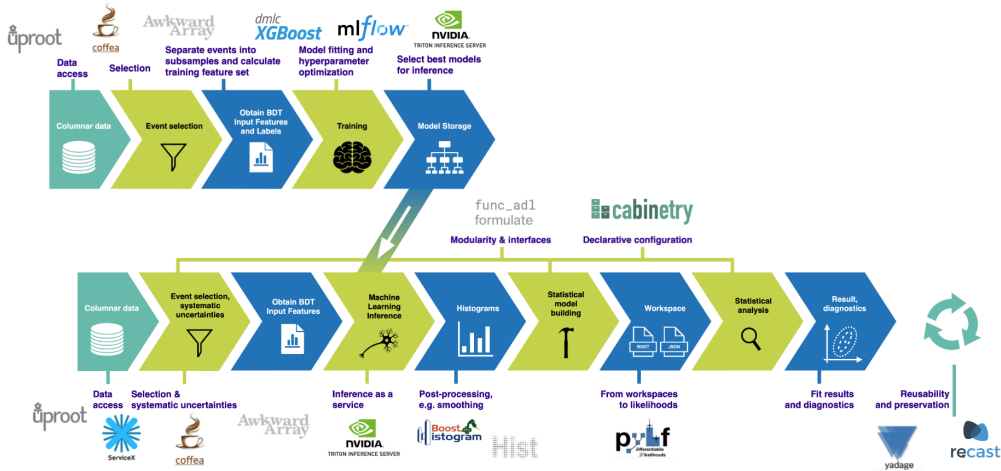 uproot
coffea
Awkward
Array
dmlc
XGBoost
mlflow
NVIDIA.
TRITON INFERENCE SERVER
Data
access
Selection
Separate events into
subsamples and calculate
training feature set
Model fitting and
hyperparameter
optimization
Select best models
for inference
Columnar data
Event selection
Obtain BDT
Input Features
and Labels
Training
Model Storage
func_adl
formulate
cabinetry
Modularity & interfaces
Declarative configuration
Columnar data
Event selection,
systematic
uncertainties
Obtain BDT
Input Features
Machine
Learning
Inference
Histograms
Statistical
model
building
Workspace
ROOT
JSON
Statistical
analysis
Result,
diagnostics
Data
access
Selection &
systematic uncertainties
Inference as a
service
Post-processing,
e.g. smoothing
From workspaces
to likelihoods
Fit results
and diagnostics
Reusability
and preservation
uproot
ServiceX
coffea
Awkward
Array
NVIDIA.
TRITON INFERENCE SERVER
Boost
Histogram
Hist
pyhf
differentiable
likelihoods
yadage
recast